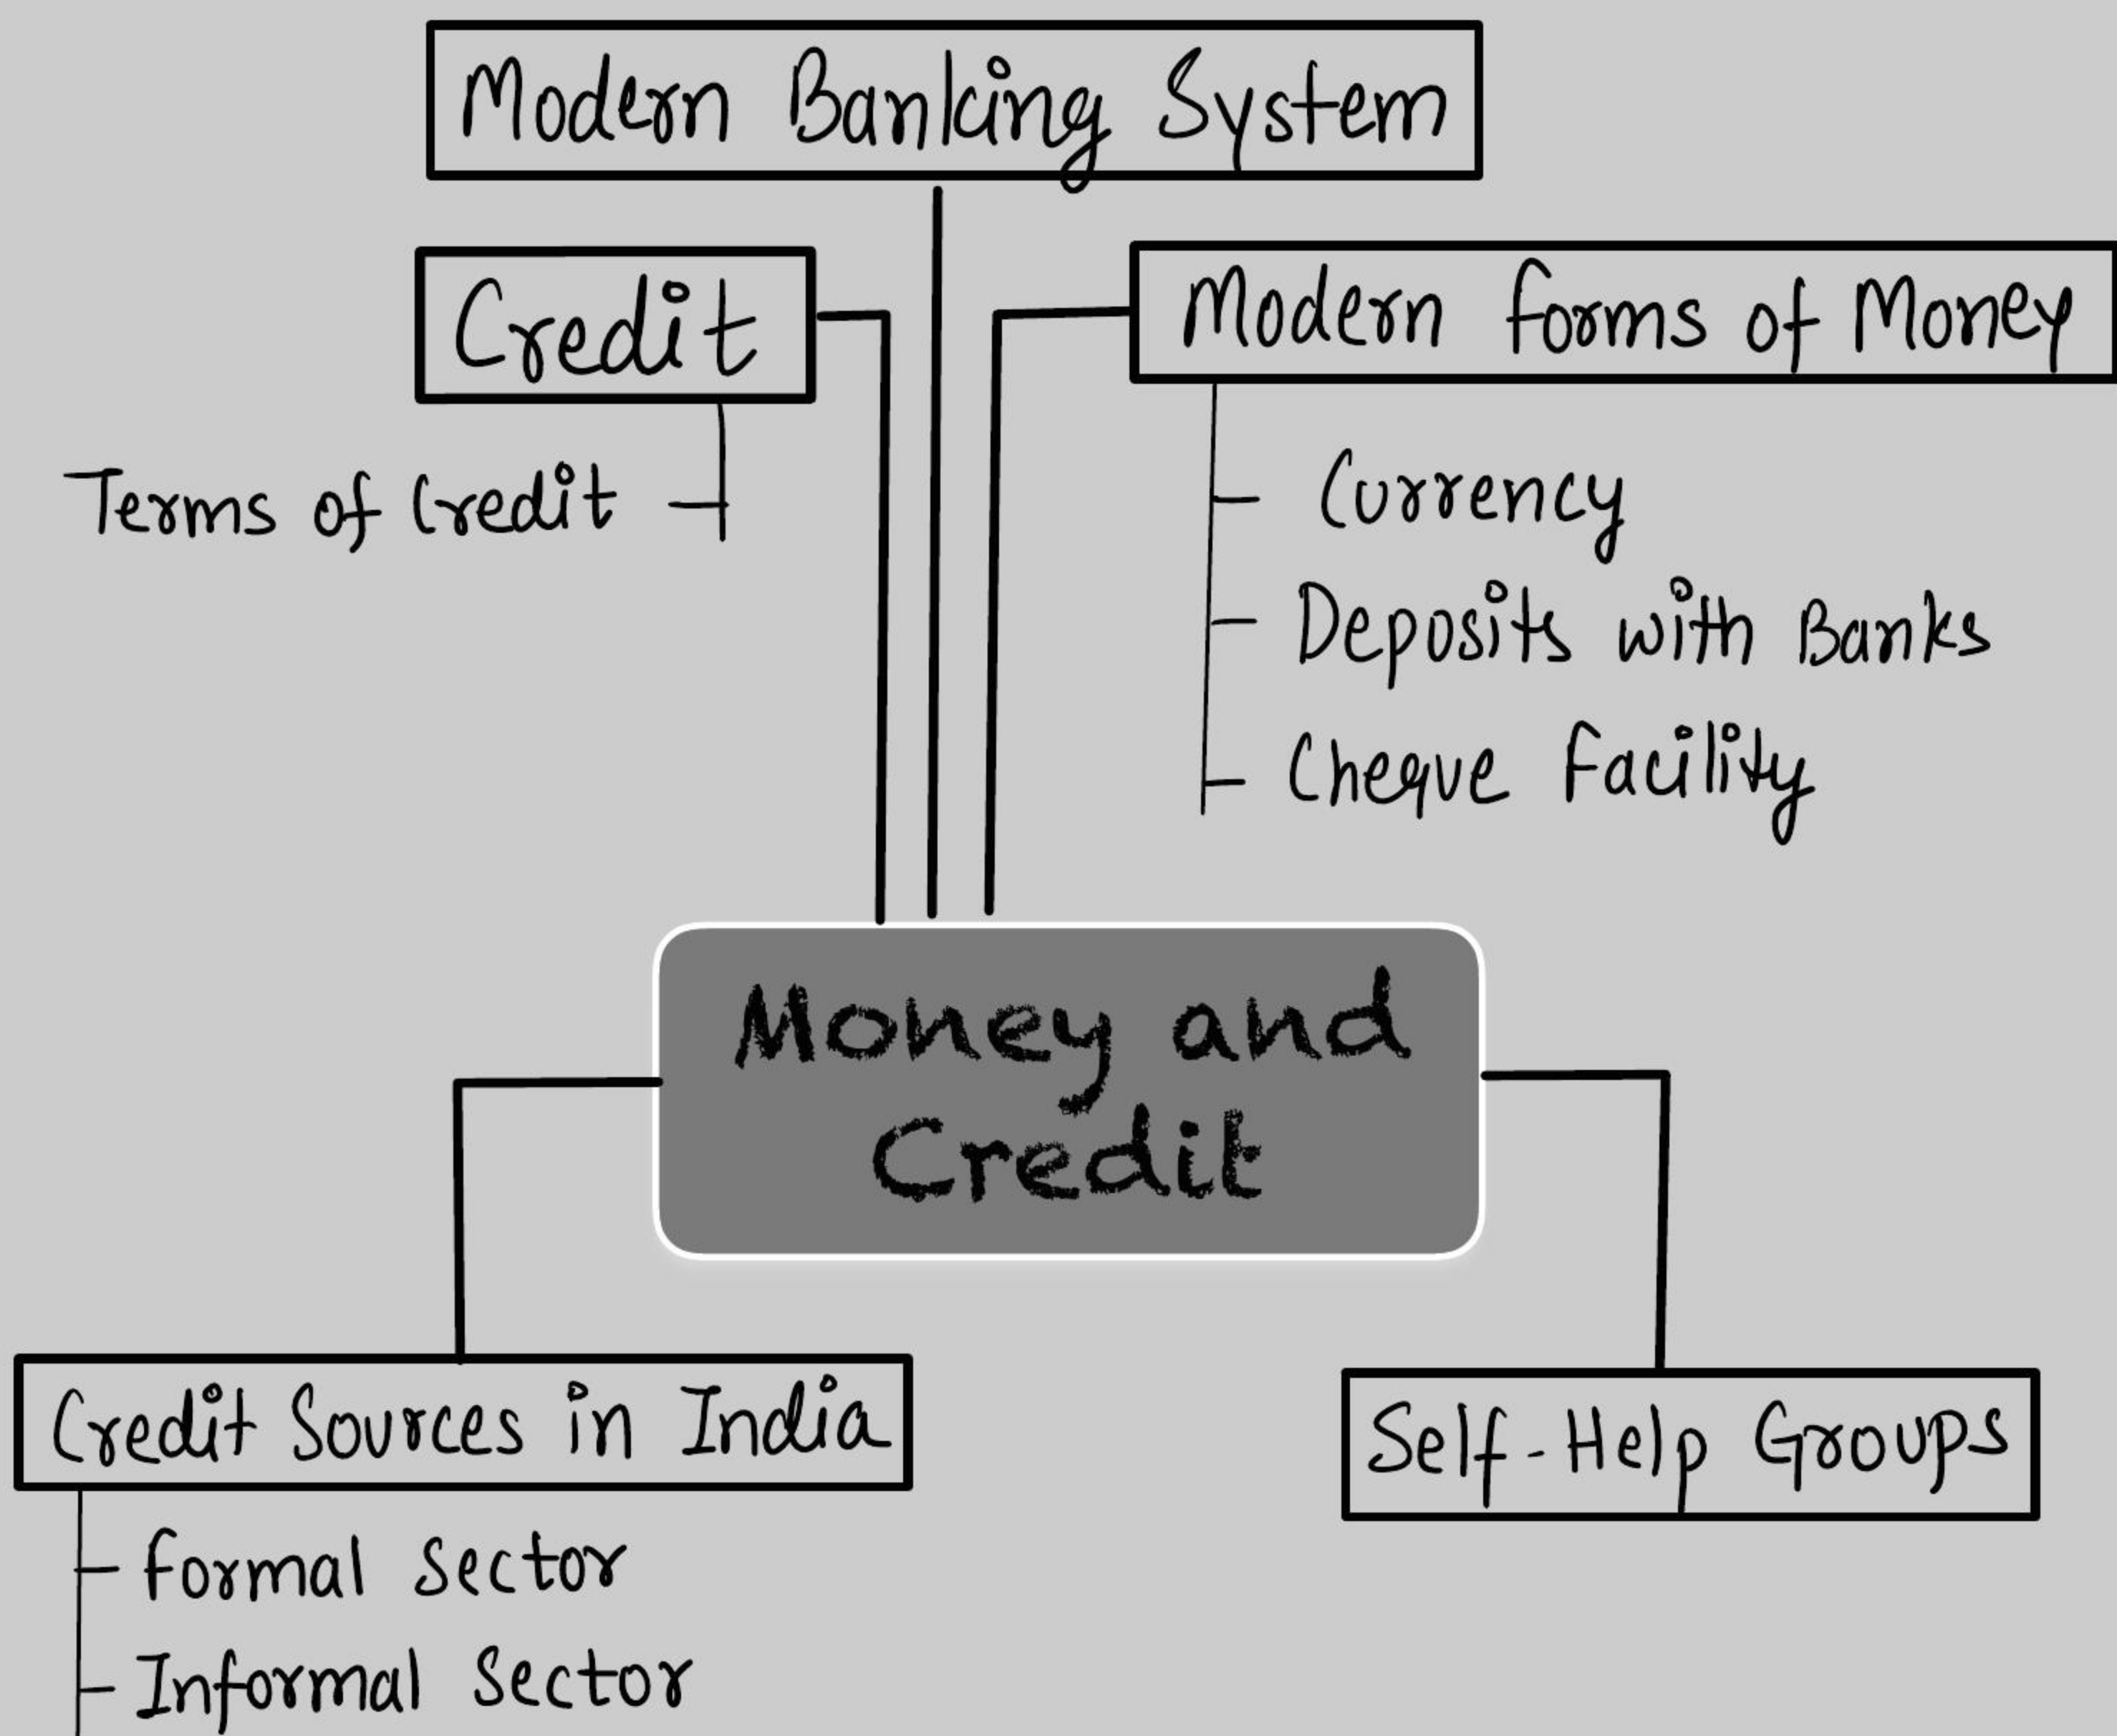 Modern Banking System
Credit
Modern forms of Money
Terms of Credit
Currency
Deposits with Banks
Cheque Facility
Money and
Credit
Credit Sources in India
Self-Help Groups
Formal Sector
Informal Sector